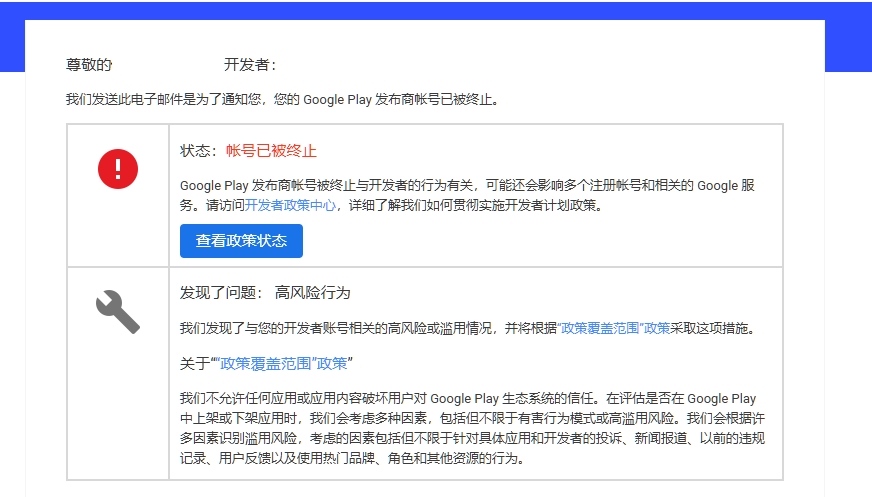 尊敬的 开发者：
我们发送此电子邮件是为了通知您，您的 Google Play 发布商帐号已被终止。
状态：帐号已被终止
Google Play 发布商帐号被终止与开发者的行为有关，可能还会影响多个注册帐号和相关的 Google 服
务。请访问开发者政策中心，详细了解我们如何贯彻实施开发者计划政策。
查看政策状态
发现了问题： 高风险行为
我们发现了与您的开发者账号相关的高风险或滥用情况，并将根据“政策覆盖范围”政策采取这项措施。
关于““政策覆盖范围”政策”
我们不允许任何应用或应用内容破坏用户对 Google Play 生态系统的信任。在评估是否在 Google Play
中上架或下架应用时，我们会考虑多种因素，包括但不限于有害行为模式或高滥用风险。我们会根据许
多因素识别滥用风险，考虑的因素包括但不限于针对具体应用和开发者的投诉、新闻报道、以前的违规
记录、用户反馈以及使用热门品牌、角色和其他资源的行为。